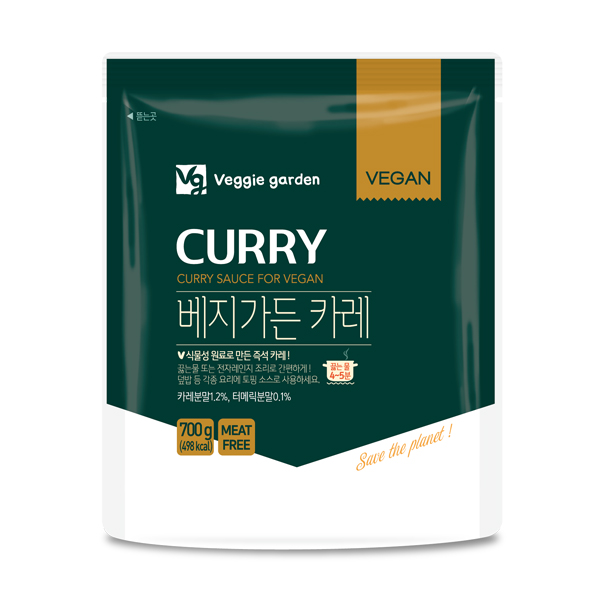 ◀ 뜯는곳
Vg. Veggie garden
VEGAN
CURRY
CURRY SAUCE FOR VEGAN
베지가든 카레
식물성 원료로 만든 즉석 카레!
끓는물 또는 전자레인지 조리로 간편하게!
덮밥 등 각종 요리에 토핑 소스로 사용하세요.
끓는 물
4~5분
카레분말1.2%, 터메릭분말0.1%
700 g
(498 kcal)
MEAT
FREE
Save the planet !